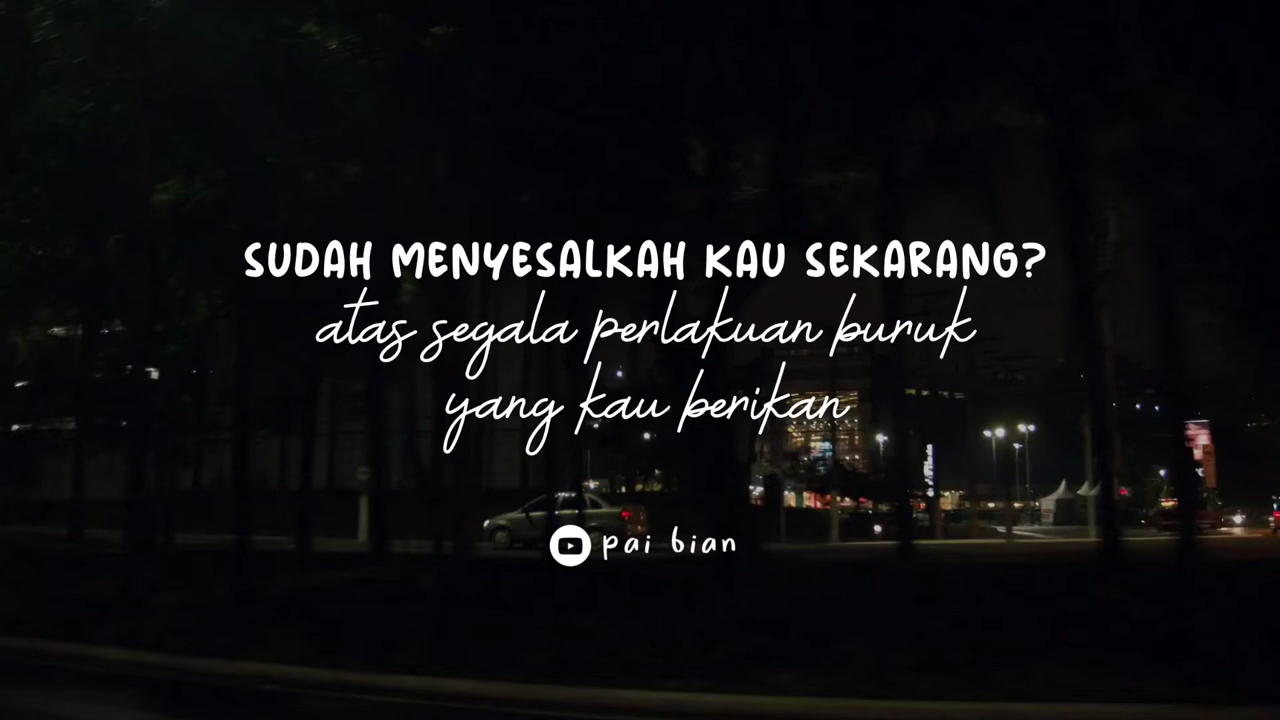 SUDAH MENYESALKAH KAU SEKARANG?
atas segala perlakuan buruk
yang kau berikan
pai bian